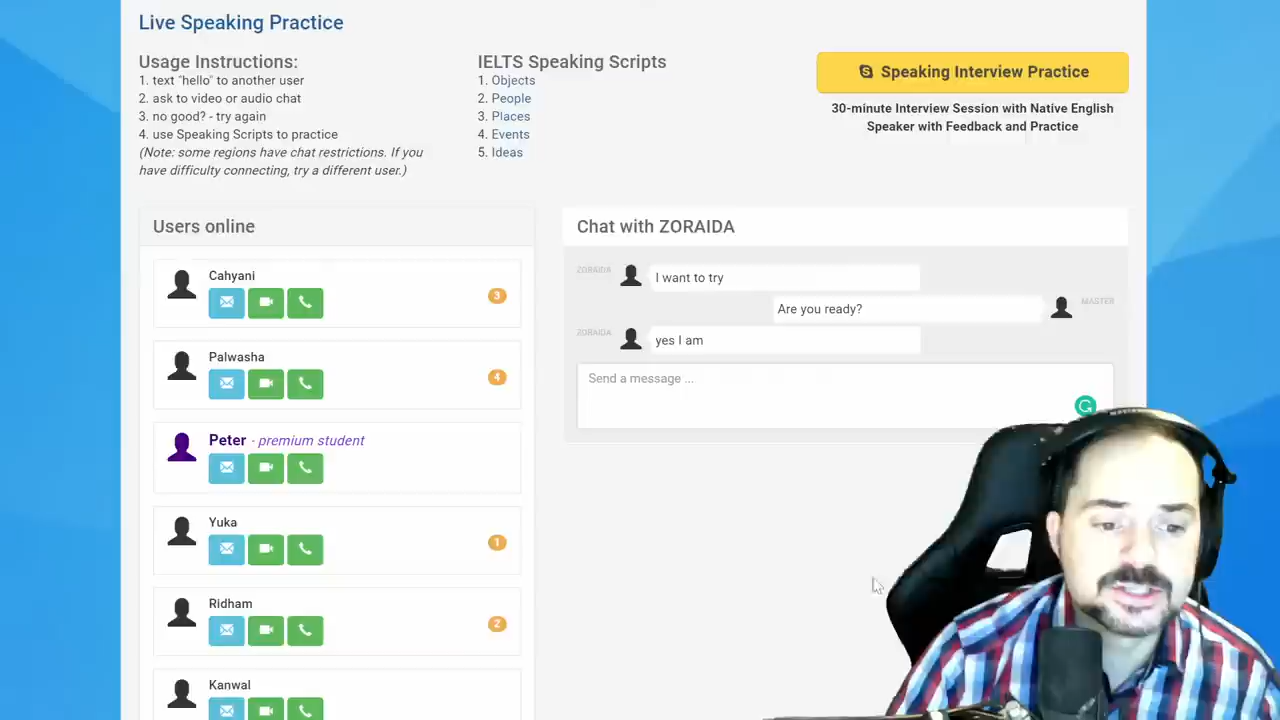 Live Speaking Practice
Usage Instructions:
1. text "hello" to another user
2. ask to video or audio chat
3. no good? - try again
4. use Speaking Scripts to practice
(Note: some regions have chat restrictions. If you
have difficulty connecting, try a different user.)
IELTS Speaking Scripts
1. Objects
2. People
3. Places
4. Events
5. Ideas
Speaking Interview Practice
30-minute Interview Session with Native English
Speaker with Feedback and Practice
Users online
Cahyani
3
Palwasha
4
Peter - premium student
Yuka
1
Ridham
2
Kanwal
Chat with ZORAIDA
ZORAIDA
I want to try
Are you ready?
MASTER
ZORAIDA
yes I am
Send a message ...